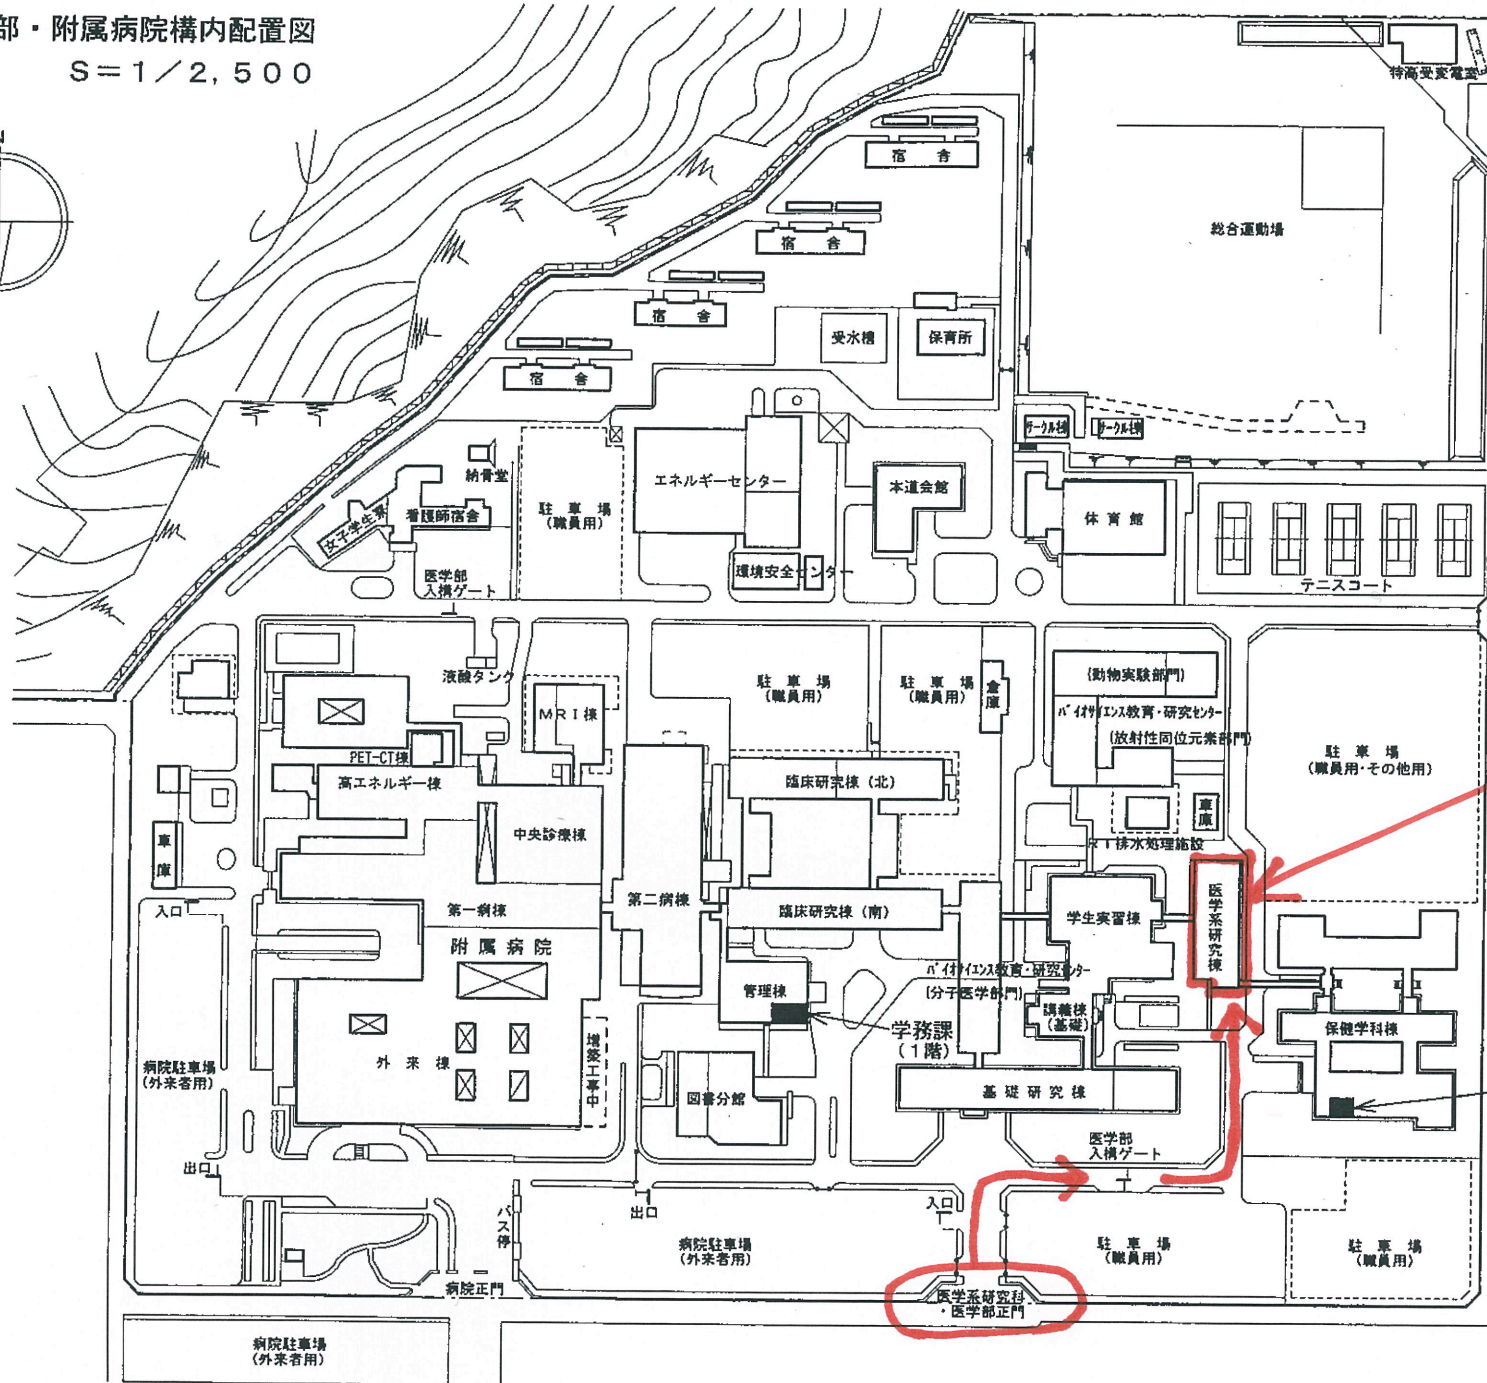 部・附属病院構内配置図
S=1/2,500
特高受変電室
宿舎
宿舎
宿舎
宿舎
総合運動場
受水槽
保育所
サークル棟
サークル棟
納骨堂
エネルギーセンター
本道会館
駐車場
(職員用)
看護師宿舎
女子学生寮
体育館
環境安全センター
医学部
入構ゲート
テニスコート
液酸タンク
駐車場
(職員用)
駐車場
(職員用)
倉庫
(動物実験部門)
MRI棟
バイオサイエンス教育・研究センター
(放射性同位元素部門)
PET-CT棟
駐車場
(職員用・その他用)
高エネルギー棟
臨床研究棟(北)
車庫
中央診療棟
車庫
RI排水処理施設
入口
第一病棟
第二病棟
臨床研究棟(南)
学生実習棟
医学系研究棟
附属病院
バイオサイエンス教育・研究センター
(分子医学部門)
管理棟
講義棟
(基礎)
学務課
(1階)
保健学科棟
外来棟
増築工事中
病院駐車場
(外来者用)
図書分館
基礎研究棟
医学部
入構ゲート
出口
バス停
出口
入口
病院駐車場
(外来者用)
駐車場
(職員用)
駐車場
(職員用)
病院正門
医学系研究科
・医学部正門
病院駐車場
(外来者用)